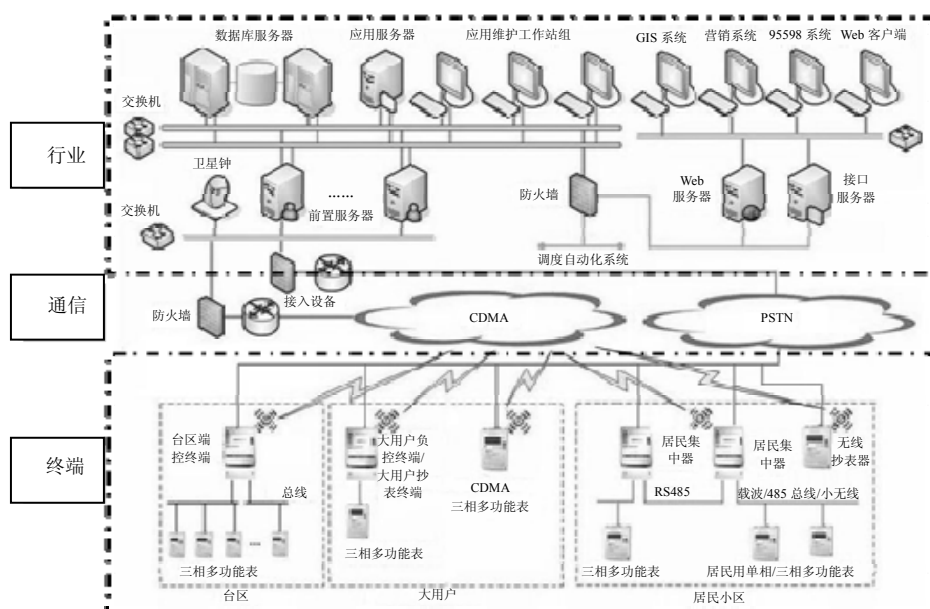 数据库服务器
应用服务器
应用维护工作站组
GIS 系统
营销系统
95598 系统
Web 客户端
交换机
行业
卫星钟
......
前置服务器
防火墙
Web
服务器
接口
服务器
交换机
调度自动化系统
通信
防火墙
接入设备
CDMA
PSTN
终端
台区端
控终端
大用户负
控终端/
大用户抄
表终端
CDMA
三相多功能表
居民集
中器
居民集
中器
无线
抄表器
总线
RS485
载波/485 总线/小无线
三相多功能表
三相多功能表
三相多功能表
居民用单相/三相多功能表
台区
大用户
居民小区